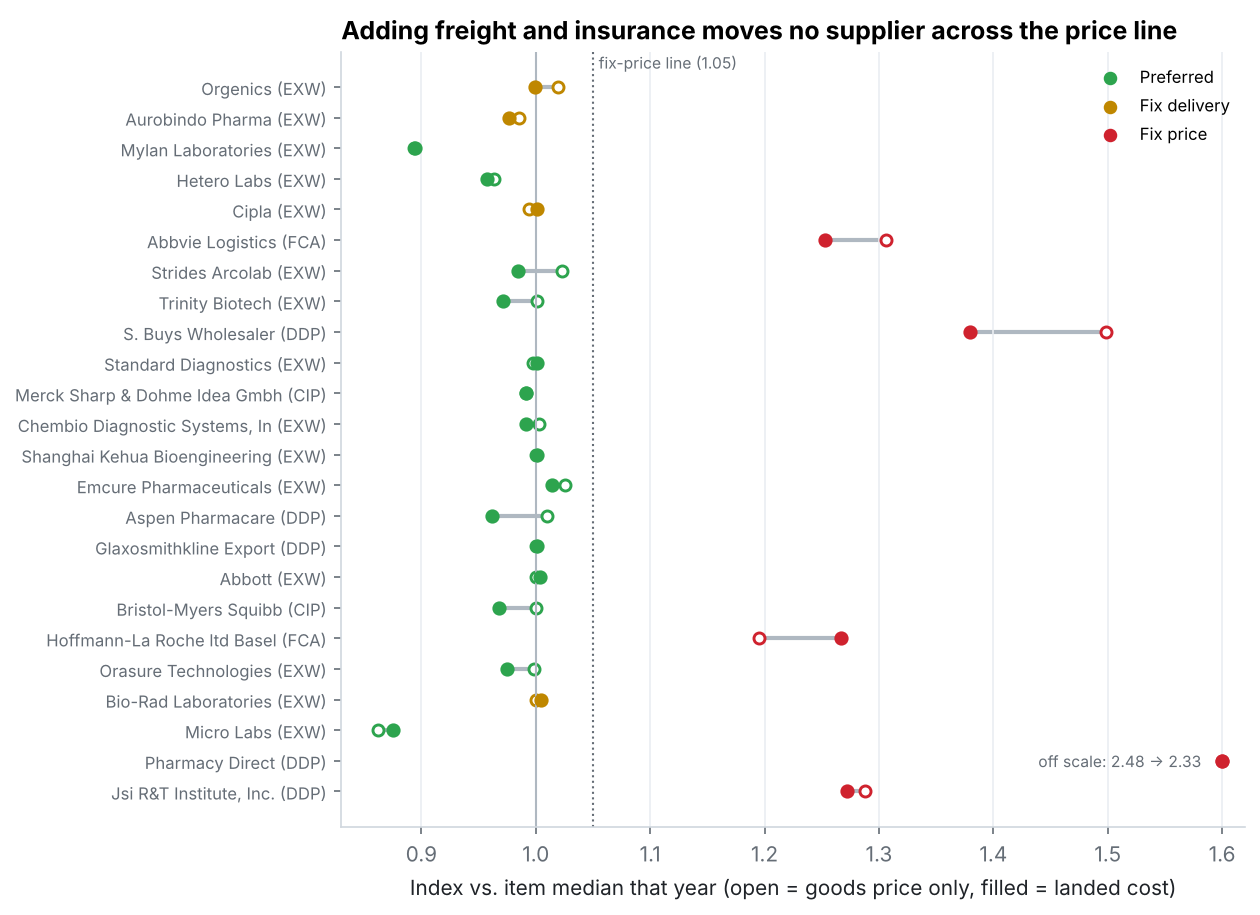 Adding freight and insurance moves no supplier across the price line
fix-price line (1.05)
Preferred
Fix delivery
Fix price
Orgenics (EXW)
Aurobindo Pharma (EXW)
Mylan Laboratories (EXW)
Hetero Labs (EXW)
Cipla (EXW)
Abbvie Logistics (FCA)
Strides Arcolab (EXW)
Trinity Biotech (EXW)
S. Buys Wholesaler (DDP)
Standard Diagnostics (EXW)
Merck Sharp & Dohme Idea Gmbh (CIP)
Chembio Diagnostic Systems, In (EXW)
Shanghai Kehua Bioengineering (EXW)
Emcure Pharmaceuticals (EXW)
Aspen Pharmacare (DDP)
Glaxosmithkline Export (DDP)
Abbott (EXW)
Bristol-Myers Squibb (CIP)
Hoffmann-La Roche ltd Basel (FCA)
Orasure Technologies (EXW)
Bio-Rad Laboratories (EXW)
Micro Labs (EXW)
Pharmacy Direct (DDP)
off scale: 2.48 → 2.33
Jsi R&T Institute, Inc. (DDP)
0.9 1.0 1.1 1.2 1.3 1.4 1.5 1.6
Index vs. item median that year (open = goods price only, filled = landed cost)